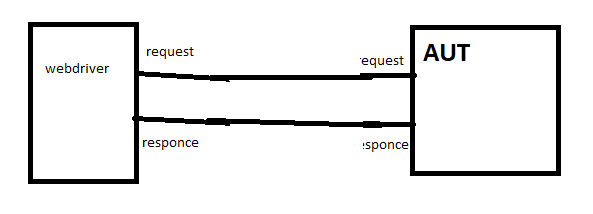 webdriver
request
request
AUT
responce
esponce